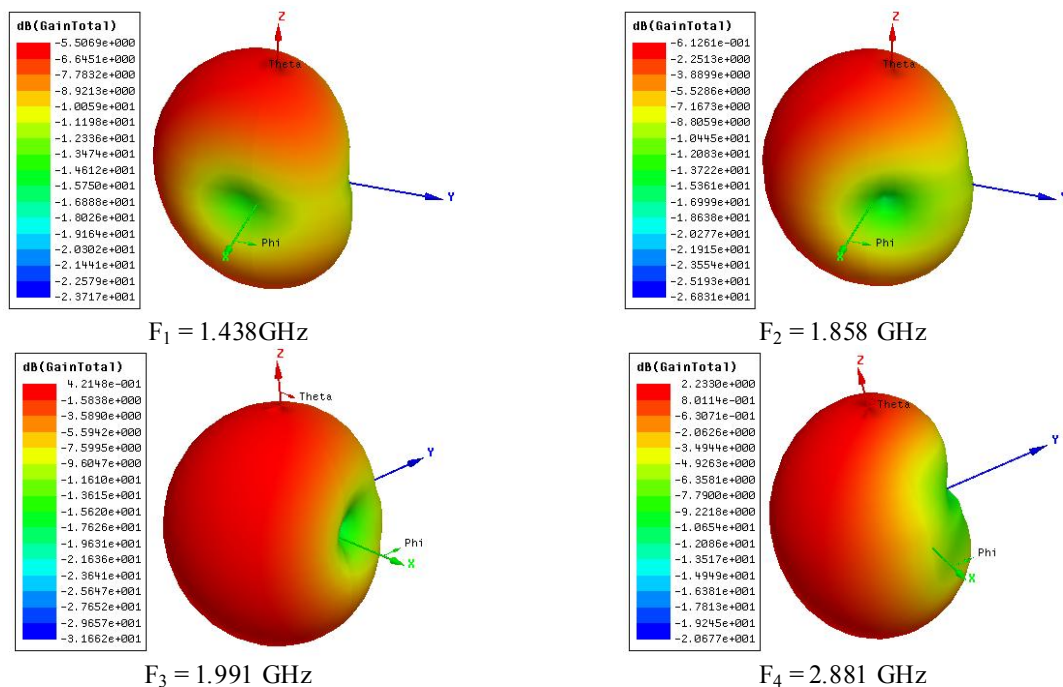 dB(GainTotal)
-5.5069e+000
-6.6451e+000
-7.7832e+000
-8.9213e+000
-1.0059e+001
-1.1198e+001
-1.2336e+001
-1.3474e+001
-1.4612e+001
-1.5750e+001
-1.6888e+001
-1.8026e+001
-1.9164e+001
-2.0302e+001
-2.1441e+001
-2.2579e+001
-2.3717e+001
Z
Theta
Y
Phi
X
F1 = 1.438GHz
dB(GainTotal)
-6.1261e-001
-2.2513e+000
-3.8899e+000
-5.5286e+000
-7.1673e+000
-8.8059e+000
-1.0445e+001
-1.2083e+001
-1.3722e+001
-1.5361e+001
-1.6999e+001
-1.8638e+001
-2.0277e+001
-2.1915e+001
-2.3554e+001
-2.5193e+001
-2.6831e+001
Z
Theta
Phi
X
F2 = 1.858 GHz
dB(GainTotal)
4.2148e-001
-1.5838e+000
-3.5890e+000
-5.5942e+000
-7.5995e+000
-9.6047e+000
-1.1610e+001
-1.3615e+001
-1.5620e+001
-1.7626e+001
-1.9631e+001
-2.1636e+001
-2.3641e+001
-2.5647e+001
-2.7652e+001
-2.9657e+001
-3.1662e+001
Z
Theta
Y
Phi
X
F3 = 1.991 GHz
dB(GainTotal)
2.2330e+000
8.0114e-001
-6.3071e-001
-2.0626e+000
-3.4944e+000
-4.9263e+000
-6.3581e+000
-7.7900e+000
-9.2218e+000
-1.0654e+001
-1.2086e+001
-1.3517e+001
-1.4949e+001
-1.6381e+001
-1.7813e+001
-1.9245e+001
-2.0677e+001
Z
Theta
Y
Phi
X
F4 = 2.881 GHz